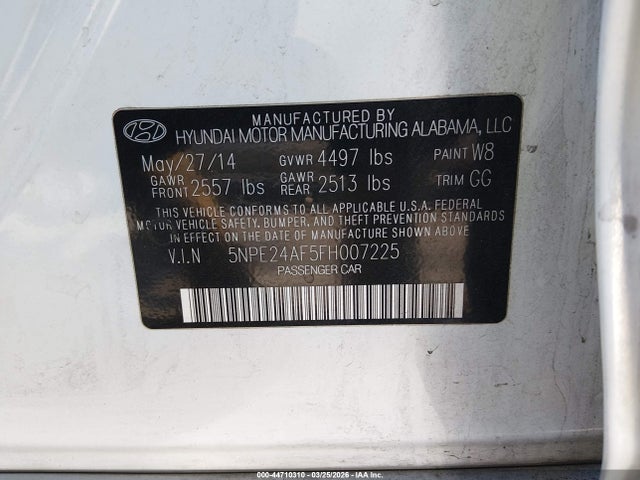 MANUFACTURED BY
HYUNDAI MOTOR MANUFACTURING ALABAMA, LLC
May/27/14 GVWR 4497 lbs PAINT W8
GAWR FRONT 2557 lbs GAWR REAR 2513 lbs TRIM GG
THIS VEHICLE CONFORMS TO ALL APPLICABLE U.S.A. FEDERAL
MOTOR VEHICLE SAFETY, BUMPER, AND THEFT PREVENTION STANDARDS
IN EFFECT ON THE DATE OF MANUFACTURE SHOWN ABOVE.
V.I.N 5NPE24AF5FH007225
PASSENGER CAR
000-44710310 - 03/25/2026 - IAA Inc.